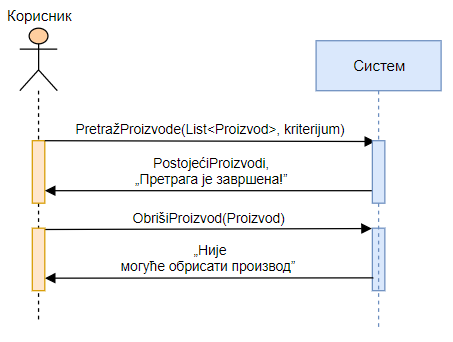 Корисник
Систем
PretražProizvode(List<Proizvod>, kriterijum)
PostojećiProizvodi,
„Претрага је завршена!”
ObrišiProizvod(Proizvod)
„Није
могуће обрисати производ”